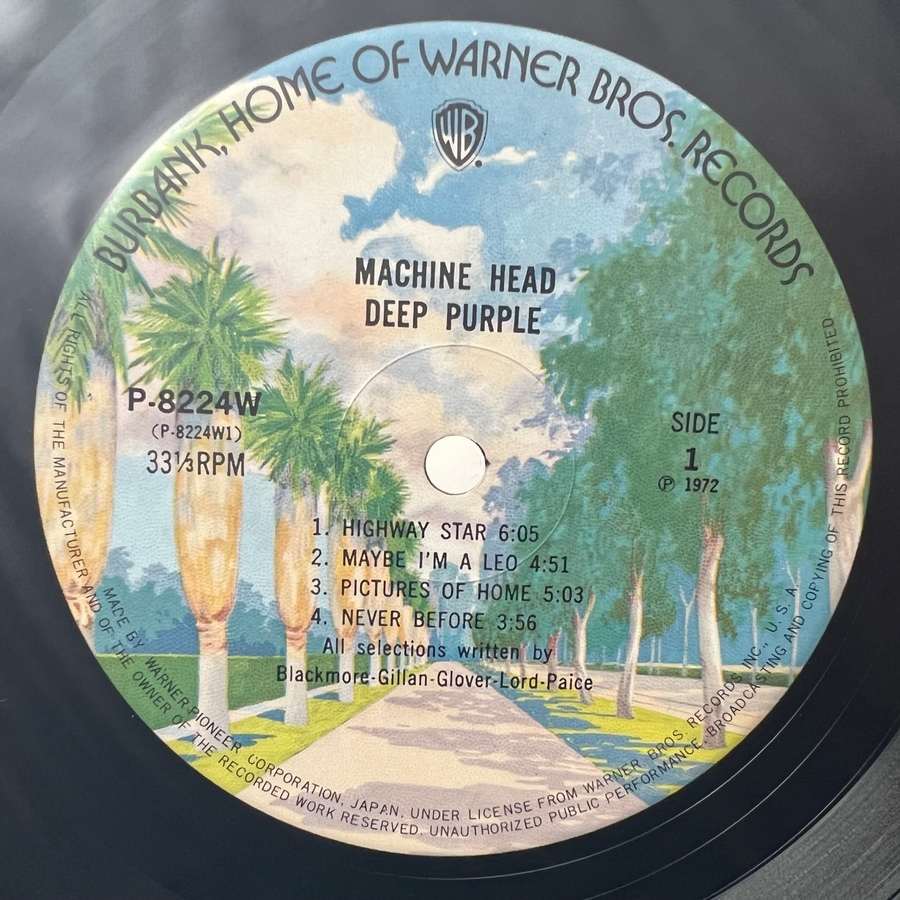 BURBANK, HOME OF WARNER BROS. RECORDS
WB
MACHINE HEAD
DEEP PURPLE
P-8224W
(P-8224W1)
33⅓RPM
SIDE
1
℗ 1972
1. HIGHWAY STAR 6:05
2. MAYBE I'M A LEO 4:51
3. PICTURES OF HOME 5:03
4. NEVER BEFORE 3:56
All selections written by
Blackmore-Gillan-Glover-Lord-Paice
MADE BY WARNER-PIONEER CORPORATION, JAPAN, UNDER LICENSE FROM WARNER BROS RECORDS INC., U.S.A.
ALL RIGHTS OF THE MANUFACTURER AND OF THE OWNER OF THE RECORDED WORK RESERVED. UNAUTHORIZED PUBLIC PERFORMANCE, BROADCASTING AND COPYING OF THIS RECORD PROHIBITED